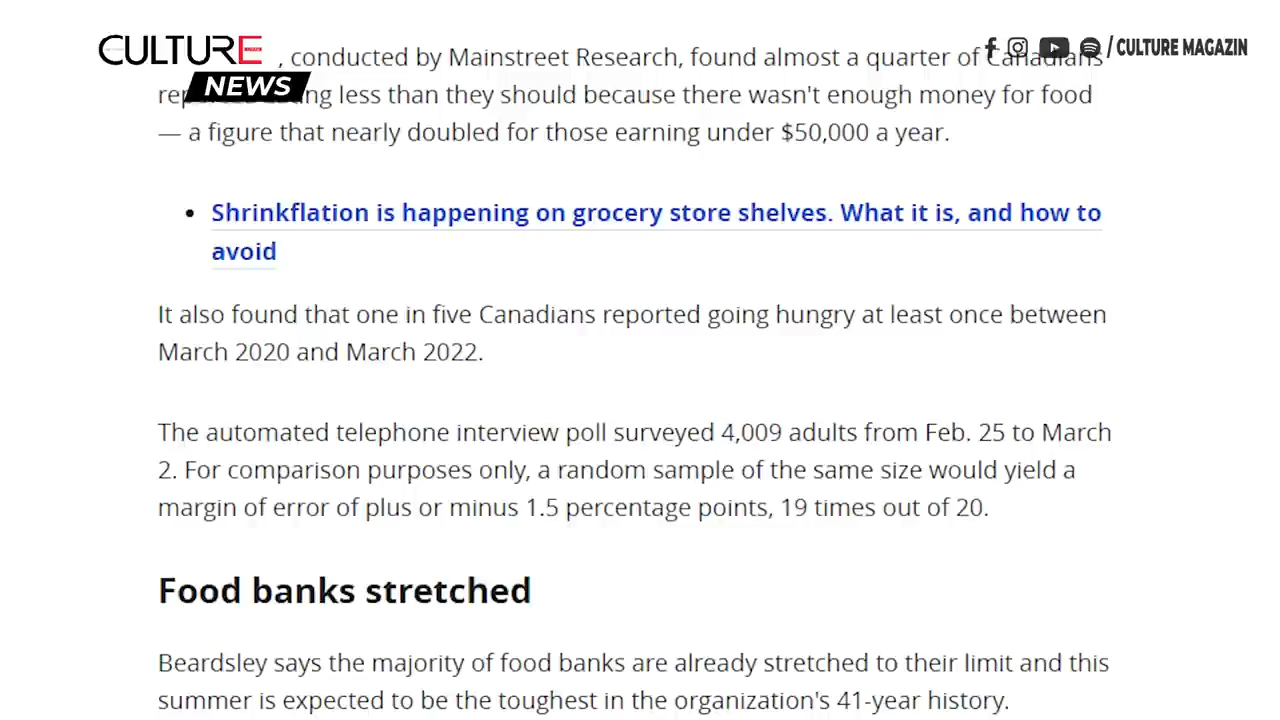 CULTURE
NEWS
/ CULTURE MAGAZIN
, conducted by Mainstreet Research, found almost a quarter of Canadians
less than they should because there wasn't enough money for food
— a figure that nearly doubled for those earning under $50,000 a year.
• Shrinkflation is happening on grocery store shelves. What it is, and how to
avoid
It also found that one in five Canadians reported going hungry at least once between
March 2020 and March 2022.
The automated telephone interview poll surveyed 4,009 adults from Feb. 25 to March
2. For comparison purposes only, a random sample of the same size would yield a
margin of error of plus or minus 1.5 percentage points, 19 times out of 20.
Food banks stretched
Beardsley says the majority of food banks are already stretched to their limit and this
summer is expected to be the toughest in the organization's 41-year history.